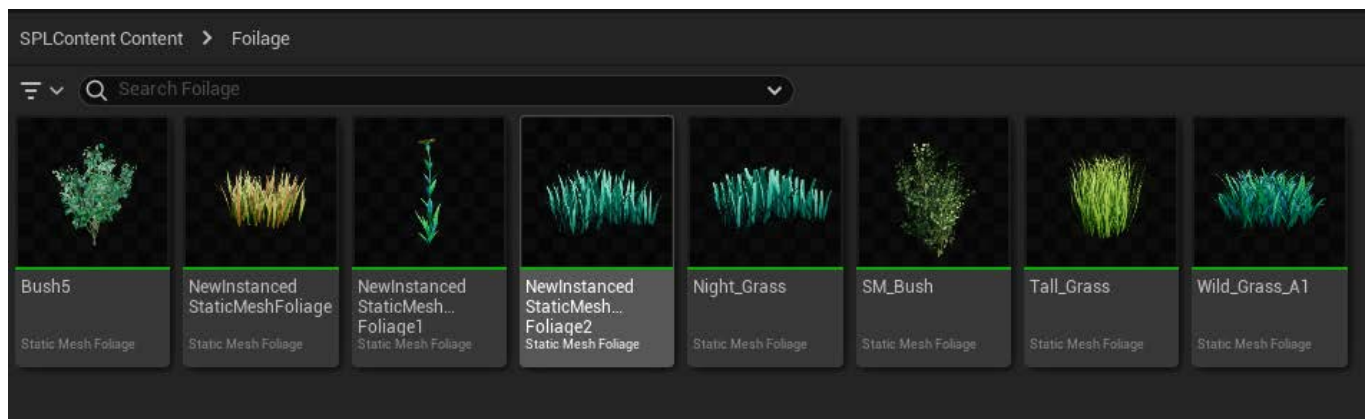 SPLContent Content > Foilage
Search Foilage
Bush5
Static Mesh Foliage
NewInstanced
StaticMeshFoliage
Static Mesh Foliage
NewInstanced
StaticMesh...
Foliage1
Static Mesh Foliage
NewInstanced
StaticMesh...
Foliage2
Static Mesh Foliage
Night_Grass
Static Mesh Foliage
SM_Bush
Static Mesh Foliage
Tall_Grass
Static Mesh Foliage
Wild_Grass_A1
Static Mesh Foliage